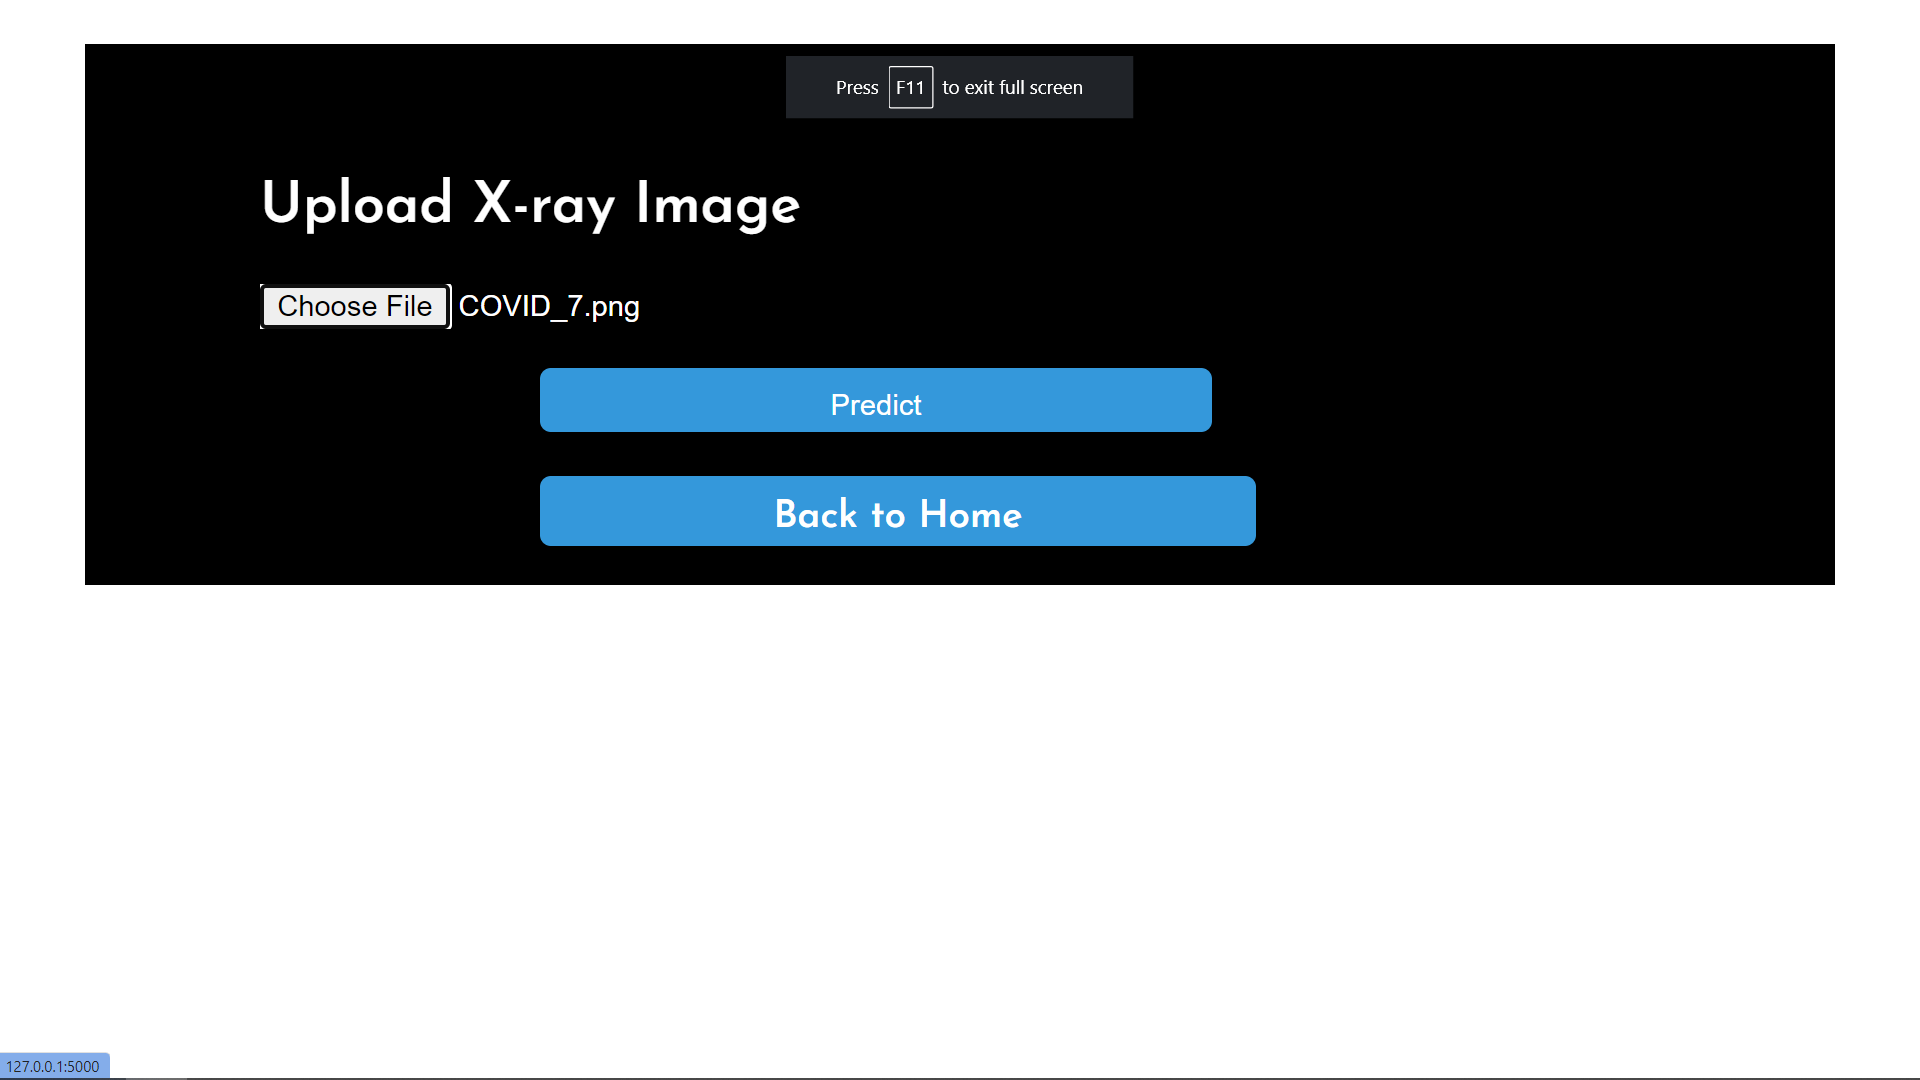 Press F11 to exit full screen
Upload X-ray Image
Choose File COVID_7.png
Predict
Back to Home
127.0.0.1:5000